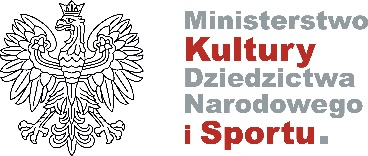 Ministerstwo
Kultury
Dziedzictwa
Narodowego
i Sportu.